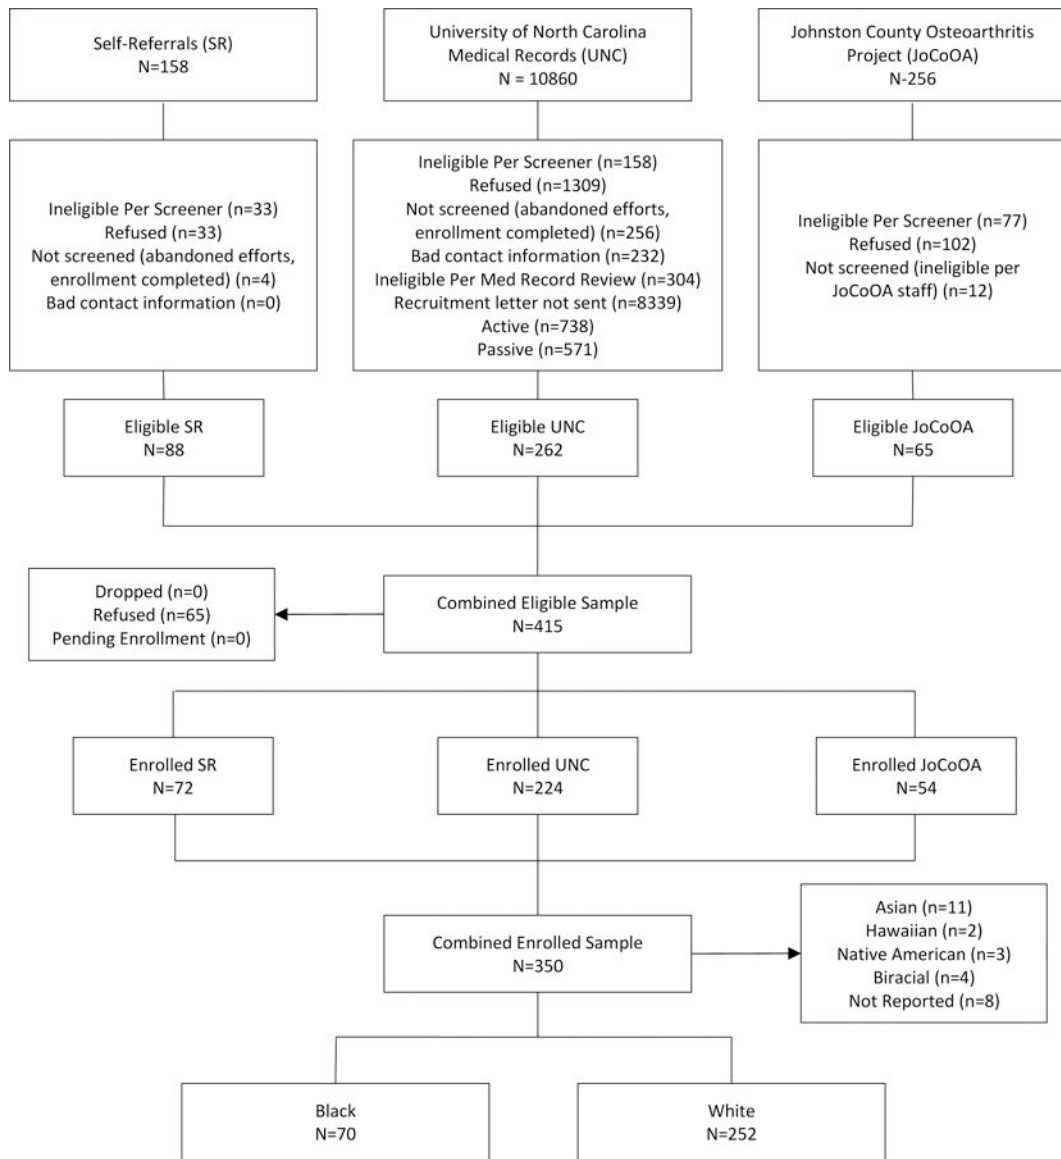 Self-Referrals (SR)
N=158
University of North Carolina
Medical Records (UNC)
N = 10860
Johnston County Osteoarthritis
Project (JoCoOA)
N-256
Ineligible Per Screener (n=33)
Refused (n=33)
Not screened (abandoned efforts,
enrollment completed) (n=4)
Bad contact information (n=0)
Ineligible Per Screener (n=158)
Refused (n=1309)
Not screened (abandoned efforts,
enrollment completed) (n=256)
Bad contact information (n=232)
Ineligible Per Med Record Review (n=304)
Recruitment letter not sent (n=8339)
Active (n=738)
Passive (n=571)
Ineligible Per Screener (n=77)
Refused (n=102)
Not screened (ineligible per
JoCoOA staff) (n=12)
Eligible SR
N=88
Eligible UNC
N=262
Eligible JoCoOA
N=65
Dropped (n=0)
Refused (n=65)
Pending Enrollment (n=0)
Combined Eligible Sample
N=415
Enrolled SR
N=72
Enrolled UNC
N=224
Enrolled JoCoOA
N=54
Combined Enrolled Sample
N=350
Asian (n=11)
Hawaiian (n=2)
Native American (n=3)
Biracial (n=4)
Not Reported (n=8)
Black
N=70
White
N=252